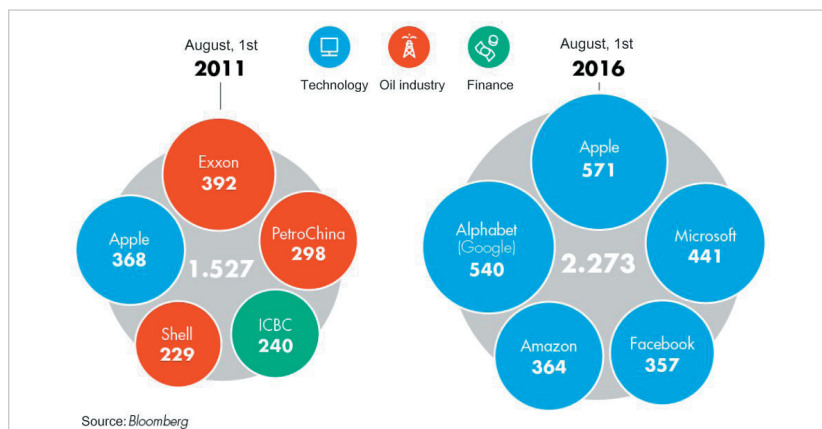 August, 1st
2011
Technology
Oil industry
Finance
August, 1st
2016
Exxon
392
PetroChina
298
ICBC
240
Shell
229
Apple
368
1.527
Apple
571
Microsoft
441
Facebook
357
Amazon
364
Alphabet
(Google)
540
2.273
Source: Bloomberg